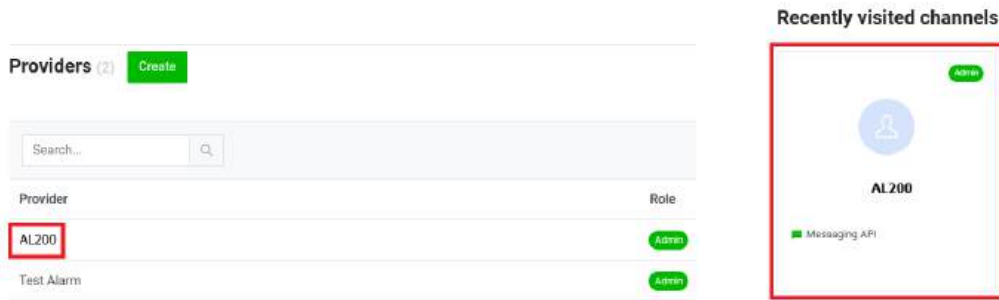 Providers (2) Create
Search...
Provider Role
AL200 Admin
Test Alarm Admin
Recently visited channels
Admin
AL200
Messaging API